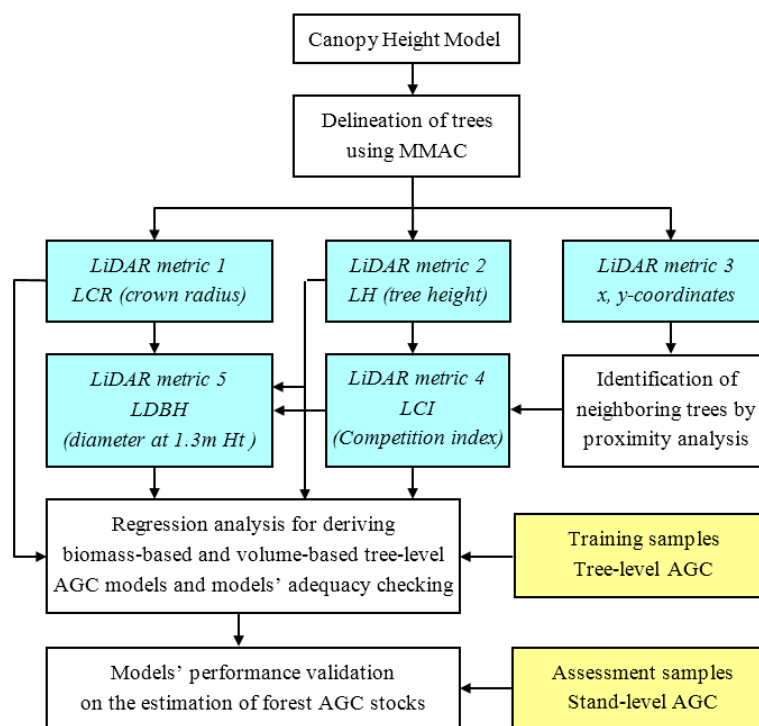 Canopy Height Model
Delineation of trees
using MMAC
LiDAR metric 1
LCR (crown radius)
LiDAR metric 2
LH (tree height)
LiDAR metric 3
x, y-coordinates
LiDAR metric 5
LDBH
(diameter at 1.3m Ht )
LiDAR metric 4
LCI
(Competition index)
Identification of
neighboring trees by
proximity analysis
Regression analysis for deriving
biomass-based and volume-based tree-level
AGC models and models’ adequacy checking
Training samples
Tree-level AGC
Models’ performance validation
on the estimation of forest AGC stocks
Assessment samples
Stand-level AGC